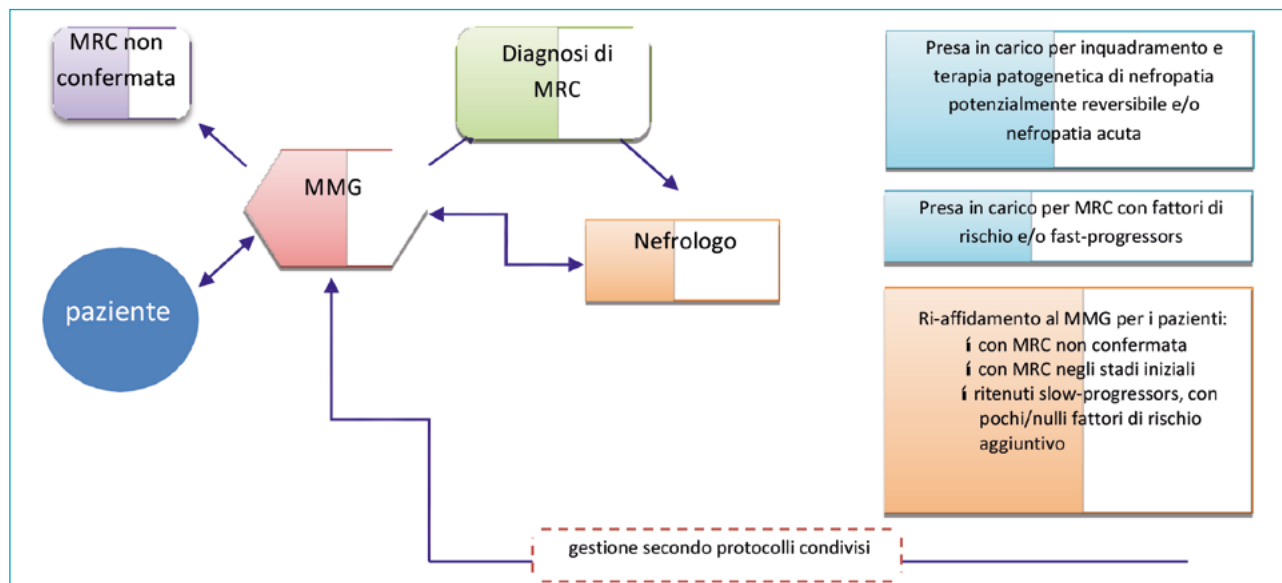 MRC non
confermata
Diagnosi di
MRC
MMG
Nefrologo
paziente
Presa in carico per inquadramento e
terapia patogenetica di nefropatia
potenzialmente reversibile e/o
nefropatia acuta
Presa in carico per MRC con fattori di
rischio e/o fast-progressors
Ri-affidamento al MMG per i pazienti:
í con MRC non confermata
í con MRC negli stadi iniziali
í ritenuti slow-progressors, con
pochi/nulli fattori di rischio
aggiuntivo
gestione secondo protocolli condivisi